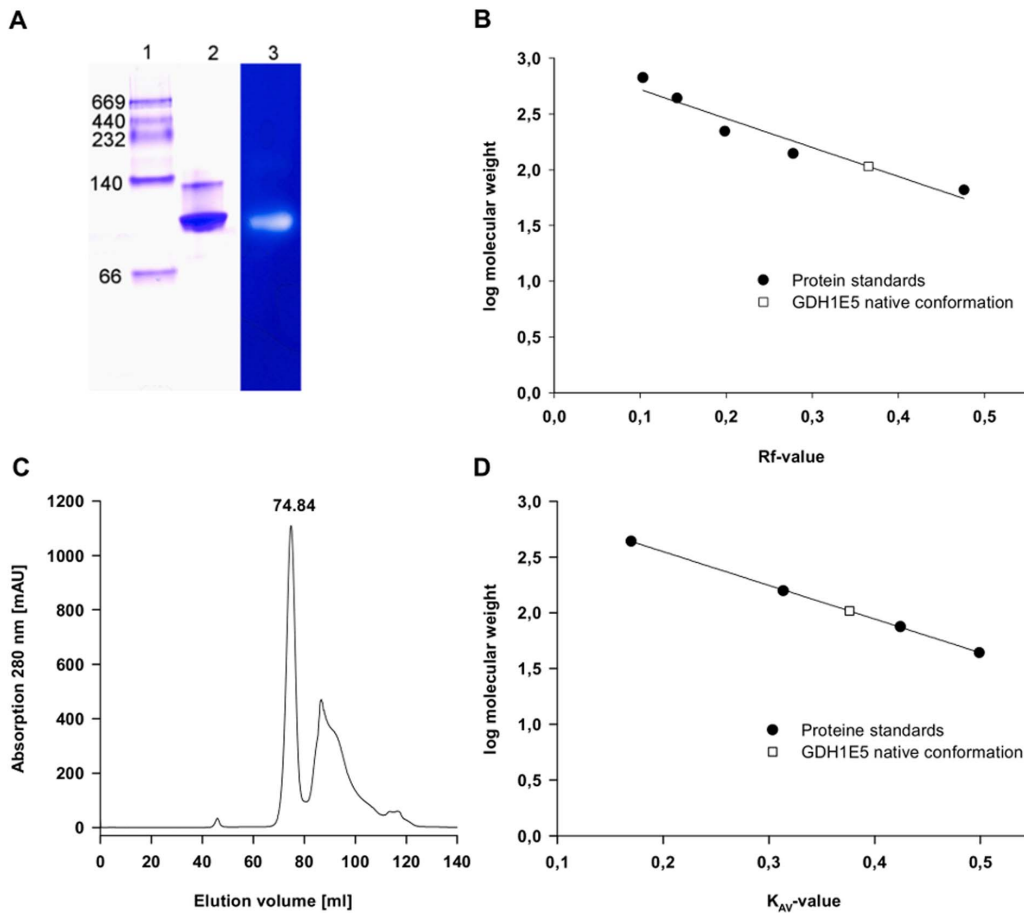 A
1 2 3
669
440
232
140
66
B
3,0
2,5
2,0
1,5
1,0
0,5
0,0
log molecular weight
Protein standards
GDH1E5 native conformation
0,0 0,1 0,2 0,3 0,4 0,5
Rf-value
C
74.84
1200
1000
800
600
400
200
0
Absorption 280 nm [mAU]
0 20 40 60 80 100 120 140
Elution volume [ml]
D
3,0
2,5
2,0
1,5
1,0
0,5
0,0
log molecular weight
Proteine standards
GDH1E5 native conformation
0,1 0,2 0,3 0,4 0,5
KAV-value